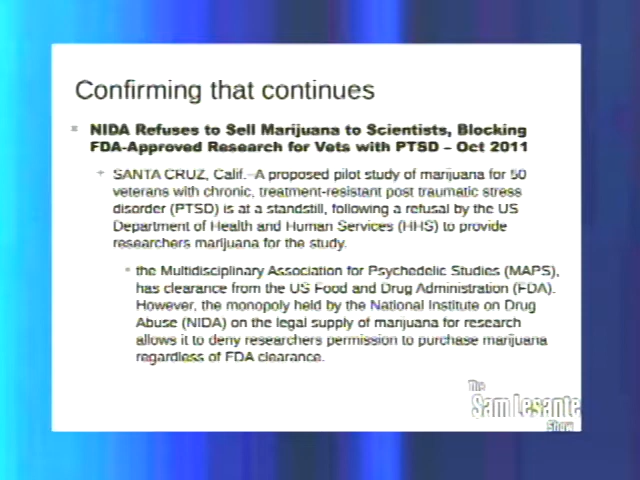 Confirming that continues
NIDA Refuses to Sell Marijuana to Scientists, Blocking
FDA-Approved Research for Vets with PTSD – Oct 2011
SANTA CRUZ, Calif.–A proposed pilot study of marijuana for 50
veterans with chronic, treatment-resistant post traumatic stress
disorder (PTSD) is at a standstill, following a refusal by the US
Department of Health and Human Services (HHS) to provide
researchers marijuana for the study.
the Multidisciplinary Association for Psychedelic Studies (MAPS),
has clearance from the US Food and Drug Administration (FDA).
However, the monopoly held by the National Institute on Drug
Abuse (NIDA) on the legal supply of marijuana for research
allows it to deny researchers permission to purchase marijuana
regardless of FDA clearance.
The
Sam Lesante
Show